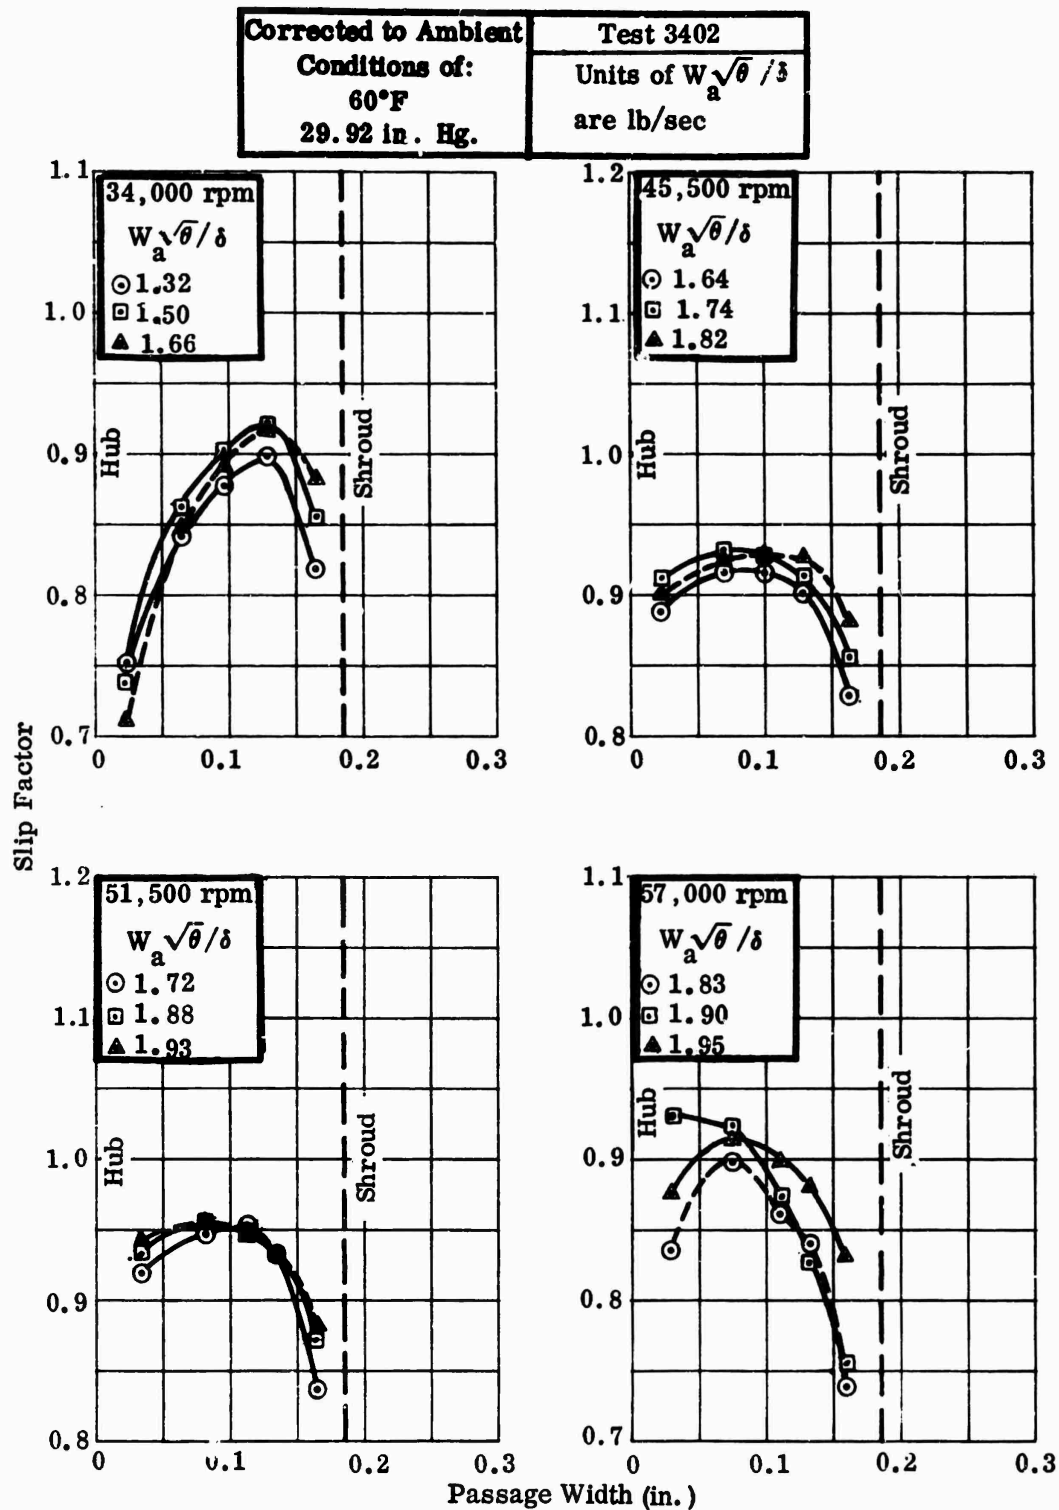 Corrected to Ambient
Conditions of:
60°F
29.92 in. Hg.
Test 3402
Units of Wa√θ /δ
are lb/sec
1.1
1.0
0.9
0.8
0.7
34,000 rpm
Wa√θ/δ
1.32
1.50
1.66
Hub
Shroud
0 0.1 0.2 0.3
1.2
1.1
1.0
0.9
0.8
45,500 rpm
Wa√θ/δ
1.64
1.74
1.82
Hub
Shroud
0 0.1 0.2 0.3
Slip Factor
1.2
1.1
1.0
0.9
0.8
51,500 rpm
Wa√θ/δ
1.72
1.88
1.93
Hub
Shroud
0 0.1 0.2 0.3
1.1
1.0
0.9
0.8
0.7
57,000 rpm
Wa√θ/δ
1.83
1.90
1.95
Hub
Shroud
0 0.1 0.2 0.3
Passage Width (in.)